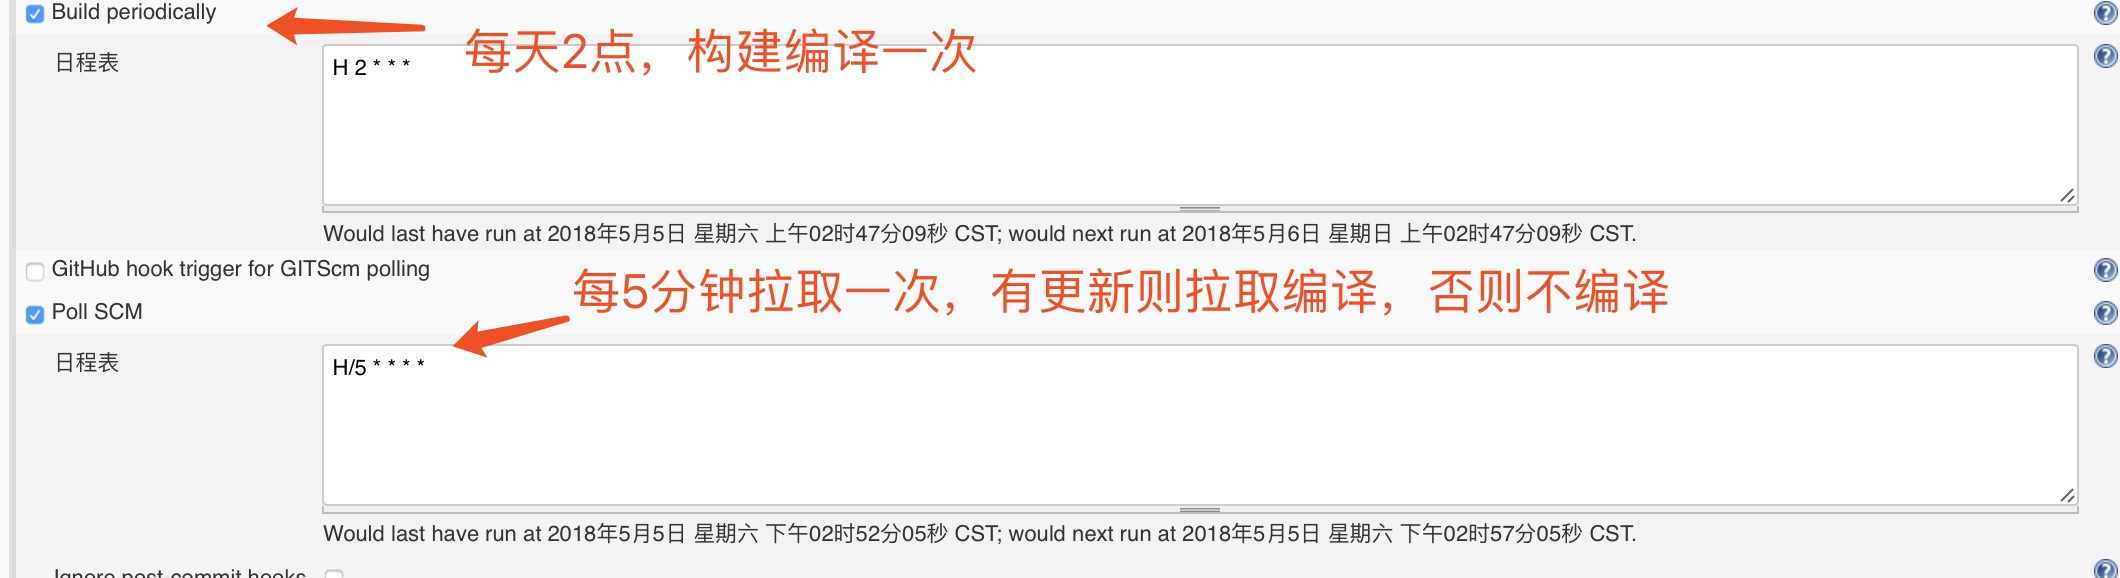 Build periodically
每天2点，构建编译一次
日程表
H 2 * * *
Would last have run at 2018年5月5日 星期六 上午02时47分09秒 CST; would next run at 2018年5月6日 星期日 上午02时47分09秒 CST.
GitHub hook trigger for GITScm polling
每5分钟拉取一次，有更新则拉取编译，否则不编译
Poll SCM
日程表
H/5 * * * *
Would last have run at 2018年5月5日 星期六 下午02时52分05秒 CST; would next run at 2018年5月5日 星期六 下午02时57分05秒 CST.
Ignore post-commit hooks